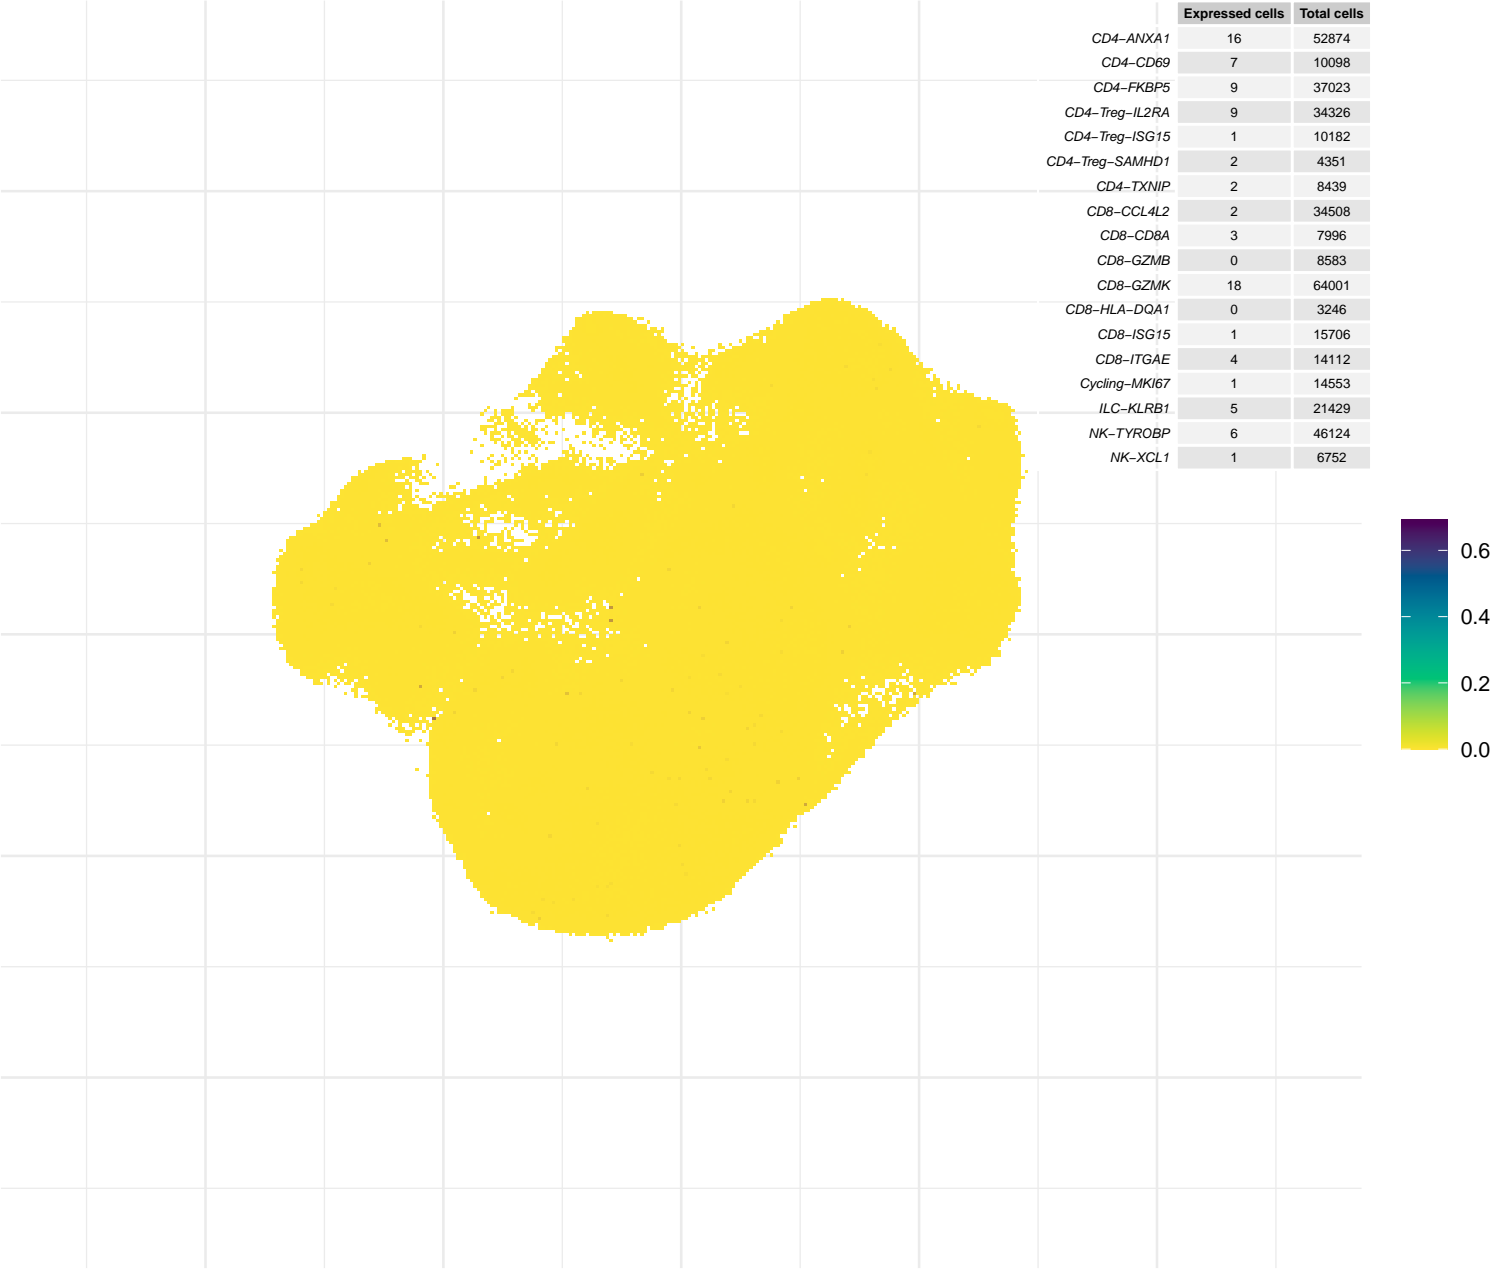 Expressed cells Total cells
CD4−ANXA1 16 52874
CD4−CD69 7 10098
CD4−FKBP5 9 37023
CD4−Treg−IL2RA 9 34326
CD4−Treg−ISG15 1 10182
CD4−Treg−SAMHD1 2 4351
CD4−TXNIP 2 8439
CD8−CCL4L2 2 34508
CD8−CD8A 3 7996
CD8−GZMB 0 8583
CD8−GZMK 18 64001
CD8−HLA−DQA1 0 3246
CD8−ISG15 1 15706
CD8−ITGAE 4 14112
Cycling−MKI67 1 14553
ILC−KLRB1 5 21429
NK−TYROBP 6 46124
NK−XCL1 1 6752
0.6
0.4
0.2
0.0